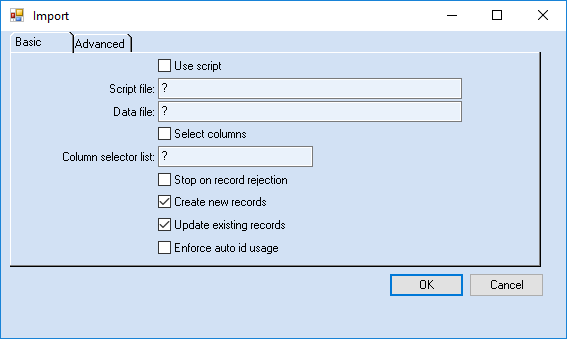 Import
Basic Advanced
Use script
Script file: ?
Data file: ?
Select columns
Column selector list: ?
Stop on record rejection
Create new records
Update existing records
Enforce auto id usage
OK Cancel